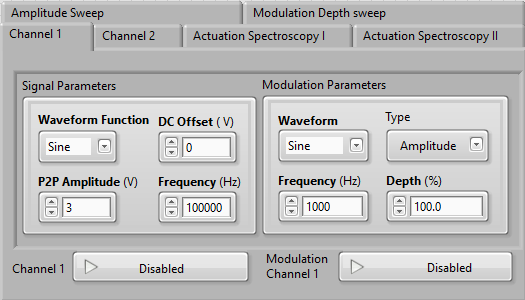 Amplitude Sweep
Modulation Depth sweep
Channel 1
Channel 2
Actuation Spectroscopy I
Actuation Spectroscopy II
Signal Parameters
Waveform Function
DC Offset ( V)
Sine
0
P2P Amplitude (V)
Frequency (Hz)
3
100000
Modulation Parameters
Waveform
Type
Sine
Amplitude
Frequency (Hz)
Depth (%)
1000
100.0
Channel 1
Disabled
Modulation
Channel 1
Disabled